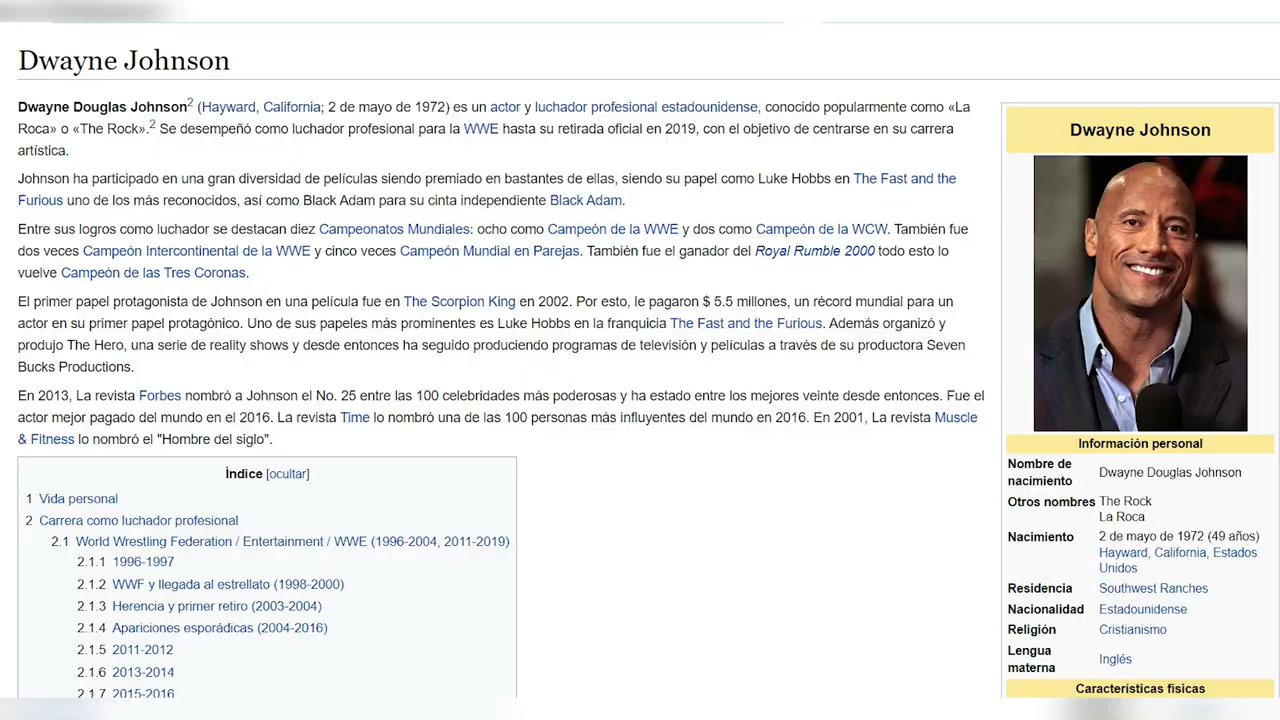 Dwayne Johnson
Dwayne Douglas Johnson2 (Hayward, California; 2 de mayo de 1972) es un actor y luchador profesional estadounidense, conocido popularmente como «La
Roca» o «The Rock».2 Se desempeñó como luchador profesional para la WWE hasta su retirada oficial en 2019, con el objetivo de centrarse en su carrera
artística.
Johnson ha participado en una gran diversidad de películas siendo premiado en bastantes de ellas, siendo su papel como Luke Hobbs en The Fast and the
Furious uno de los más reconocidos, así como Black Adam para su cinta independiente Black Adam.
Entre sus logros como luchador se destacan diez Campeonatos Mundiales: ocho como Campeón de la WWE y dos como Campeón de la WCW. También fue
dos veces Campeón Intercontinental de la WWE y cinco veces Campeón Mundial en Parejas. También fue el ganador del Royal Rumble 2000 todo esto lo
vuelve Campeón de las Tres Coronas.
El primer papel protagonista de Johnson en una película fue en The Scorpion King en 2002. Por esto, le pagaron $ 5.5 millones, un récord mundial para un
actor en su primer papel protagónico. Uno de sus papeles más prominentes es Luke Hobbs en la franquicia The Fast and the Furious. Además organizó y
produjo The Hero, una serie de reality shows y desde entonces ha seguido produciendo programas de televisión y películas a través de su productora Seven
Bucks Productions.
En 2013, La revista Forbes nombró a Johnson el No. 25 entre las 100 celebridades más poderosas y ha estado entre los mejores veinte desde entonces. Fue el
actor mejor pagado del mundo en el 2016. La revista Time lo nombró una de las 100 personas más influyentes del mundo en 2016. En 2001, La revista Muscle
& Fitness lo nombró el "Hombre del siglo".
Índice [ocultar]
1 Vida personal
2 Carrera como luchador profesional
2.1 World Wrestling Federation / Entertainment / WWE (1996-2004, 2011-2019)
2.1.1 1996-1997
2.1.2 WWF y llegada al estrellato (1998-2000)
2.1.3 Herencia y primer retiro (2003-2004)
2.1.4 Apariciones esporádicas (2004-2016)
2.1.5 2011-2012
2.1.6 2013-2014
2.1.7 2015-2016
Dwayne Johnson
Información personal
Nombre de
nacimiento
Dwayne Douglas Johnson
Otros nombres
The Rock
La Roca
Nacimiento
2 de mayo de 1972 (49 años)
Hayward, California, Estados
Unidos
Residencia Southwest Ranches
Nacionalidad Estadounidense
Religión Cristianismo
Lengua
materna
Inglés
Características físicas